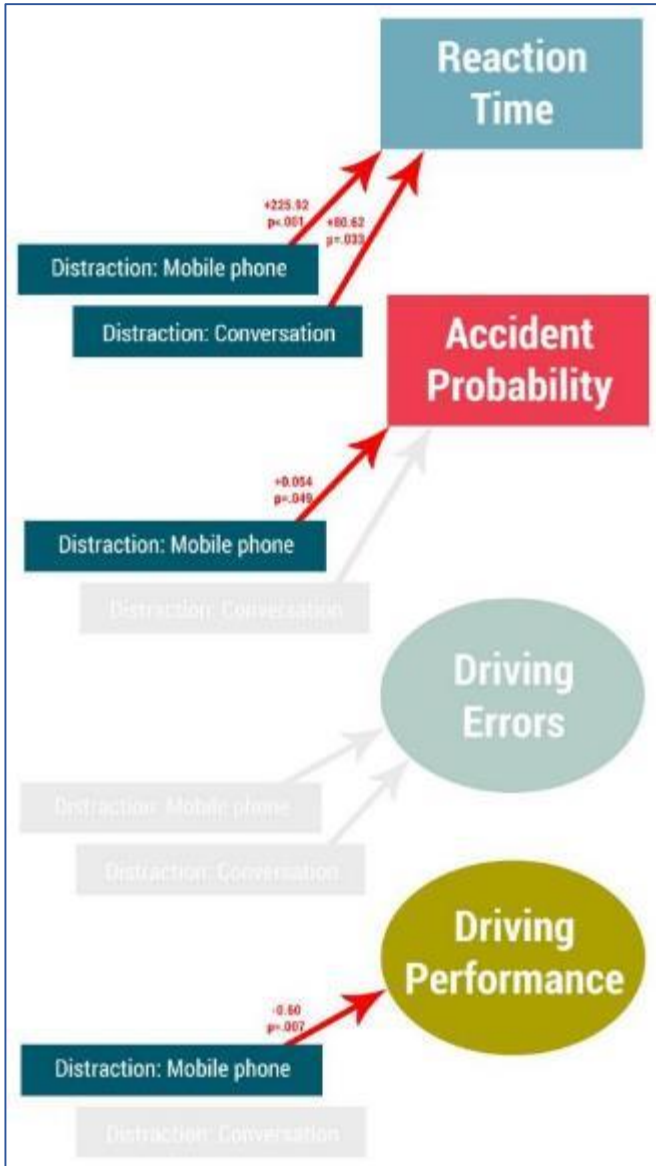 Reaction
Time
+225.92
p<.001
+80.62
p=.033
Distraction: Mobile phone
Distraction: Conversation
Accident
Probability
+0.054
p=.049
Distraction: Mobile phone
Distraction: Conversation
Driving
Errors
Distraction: Mobile phone
Distraction: Conversation
Driving
Performance
-0.60
p=.007
Distraction: Mobile phone
Distraction: Conversation